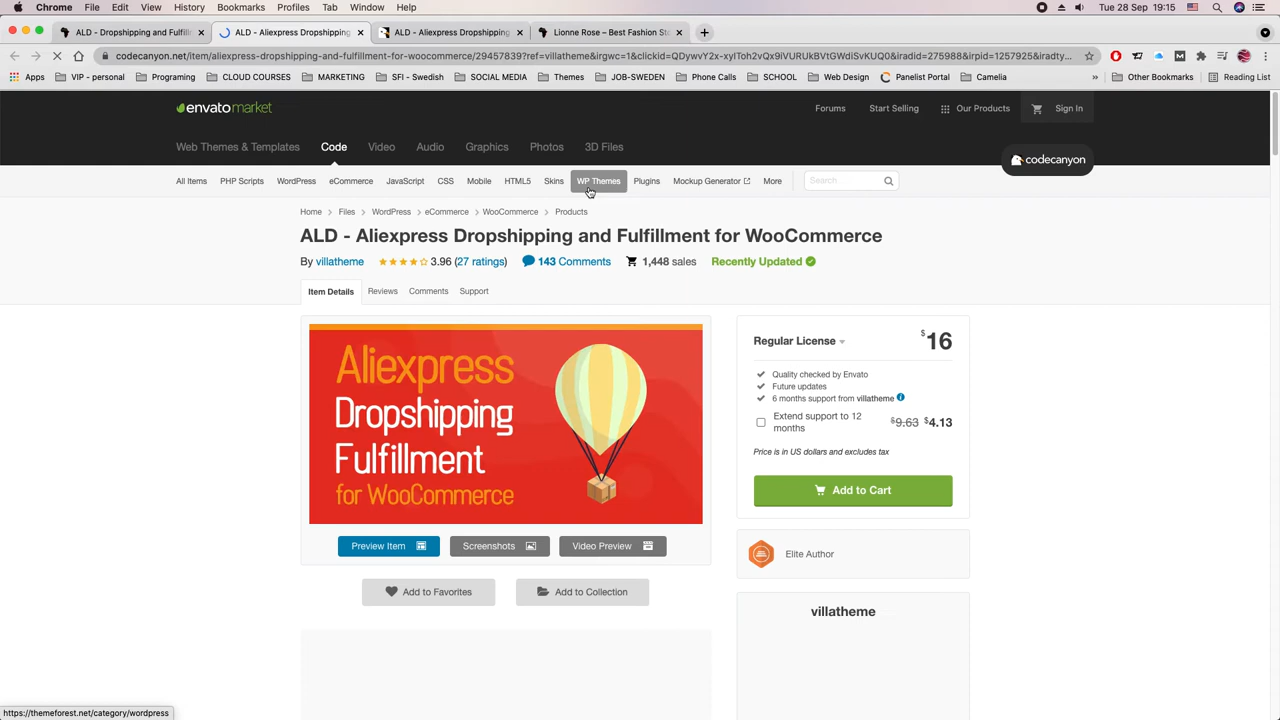 Chrome File Edit View History Bookmarks Profiles Tab Window Help Tue 28 Sep 19:15
ALD - Dropshipping and Fulfill ALD - Aliexpress Dropshipping ALD - Aliexpress Dropshipping Lionne Rose – Best Fashion St
codecanyon.net/item/aliexpress-dropshipping-and-fulfillment-for-woocommerce/29457839?ref=villatheme&irgwc=1&clickid=QDywvY2x-xyIToh2vQx9iVURUkBVtGWdiSvKUQ0&iradid=275988&irpid=1257925&iradty...
Apps VIP - personal Programing CLOUD COURSES MARKETING SFI - Swedish SOCIAL MEDIA Themes JOB-SWEDEN Phone Calls SCHOOL Web Design Panelist Portal Camelia » Other Bookmarks Reading List
envatomarket Forums Start Selling Our Products Sign In
Web Themes & Templates Code Video Audio Graphics Photos 3D Files
codecanyon
All Items PHP Scripts WordPress eCommerce JavaScript CSS Mobile HTML5 Skins WP Themes Plugins Mockup Generator More Search
Home Files WordPress eCommerce WooCommerce Products
ALD - Aliexpress Dropshipping and Fulfillment for WooCommerce
By villatheme 3.96 (27 ratings) 143 Comments 1,448 sales Recently Updated
Item Details Reviews Comments Support
Aliexpress
Dropshipping
Fulfillment
for WooCommerce
Preview Item Screenshots Video Preview
Add to Favorites Add to Collection
Regular License $16
Quality checked by Envato
Future updates
6 months support from villatheme
Extend support to 12 months $9.63 $4.13
Price is in US dollars and excludes tax
Add to Cart
Elite Author
villatheme
https://themeforest.net/category/wordpress